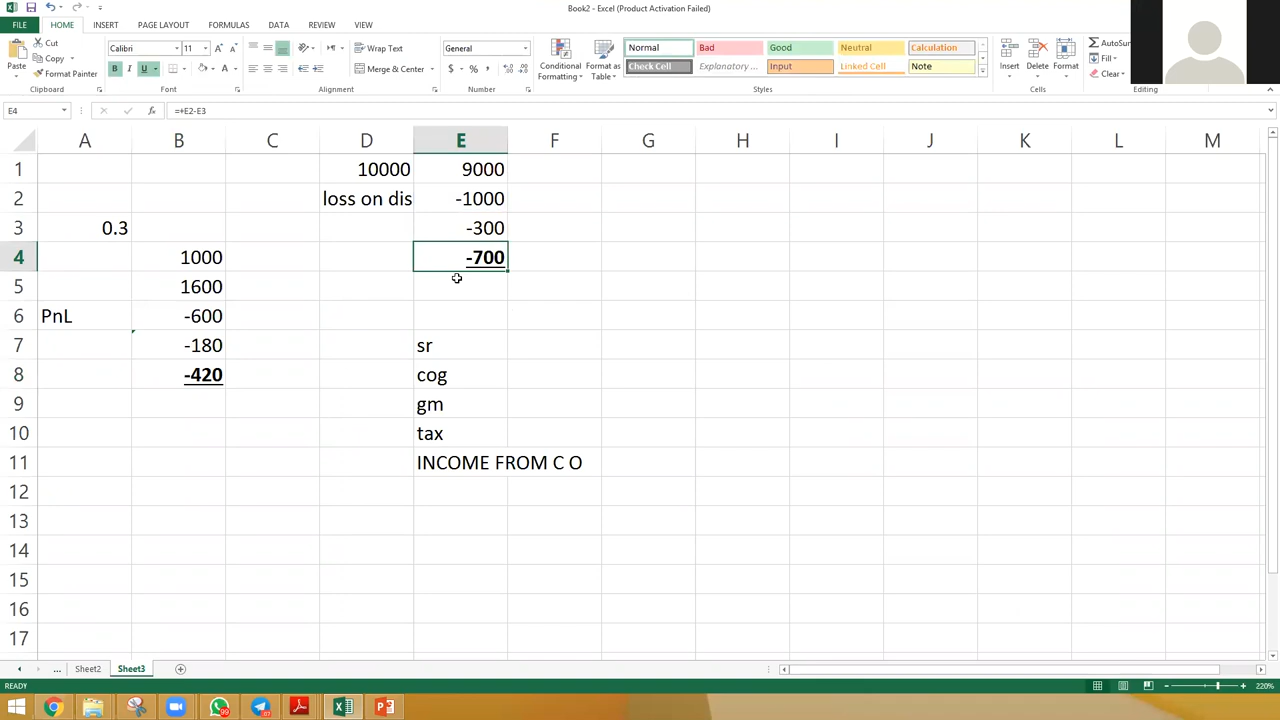 Book2 - Excel (Product Activation Failed)
FILE HOME INSERT PAGE LAYOUT FORMULAS DATA REVIEW VIEW
Paste
Cut
Copy
Format Painter
Clipboard
Calibri 11
B I U
Font
Wrap Text
Merge & Center
Alignment
General
$ % ,
Number
Conditional Formatting
Format as Table
Normal Bad Good Neutral Calculation
Check Cell Explanatory ... Input Linked Cell Note
Styles
Insert Delete Format
Cells
AutoSum
Fill
Clear
Editing
E4 fx =+E2-E3
A B C D E F G H I J K L M
1 10000 9000
2 loss on dis -1000
3 0.3 -300
4 1000 -700
5 1600
6 PnL -600
7 -180 sr
8 -420 cog
9 gm
10 tax
11 INCOME FROM C O
12
13
14
15
16
17
... Sheet2 Sheet3
READY 220%
99